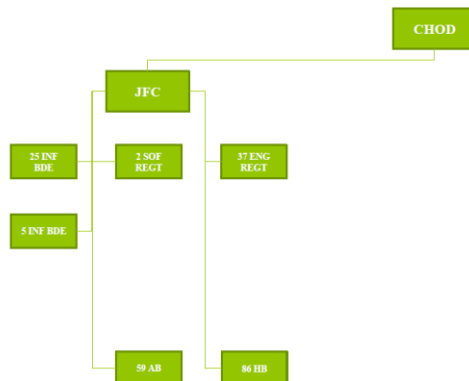 CHOD
JFC
25 INF
BDE
2 SOF
REGT
37 ENG
REGT
5 INF BDE
59 AB
86 HB